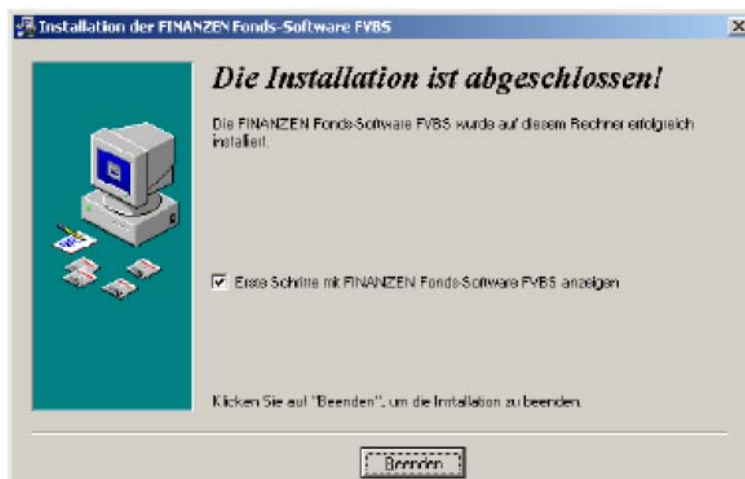 Installation der FINANZEN Fonds-Software FVBS
Die Installation ist abgeschlossen!
Die FINANZEN Fonds-Software FVBS wurde auf diesem Rechner erfolgreich
installiert.
Erste Schritte mit FINANZEN Fonds-Software FVBS anzeigen
Klicken Sie auf "Beenden", um die Installation zu beenden.
Beenden